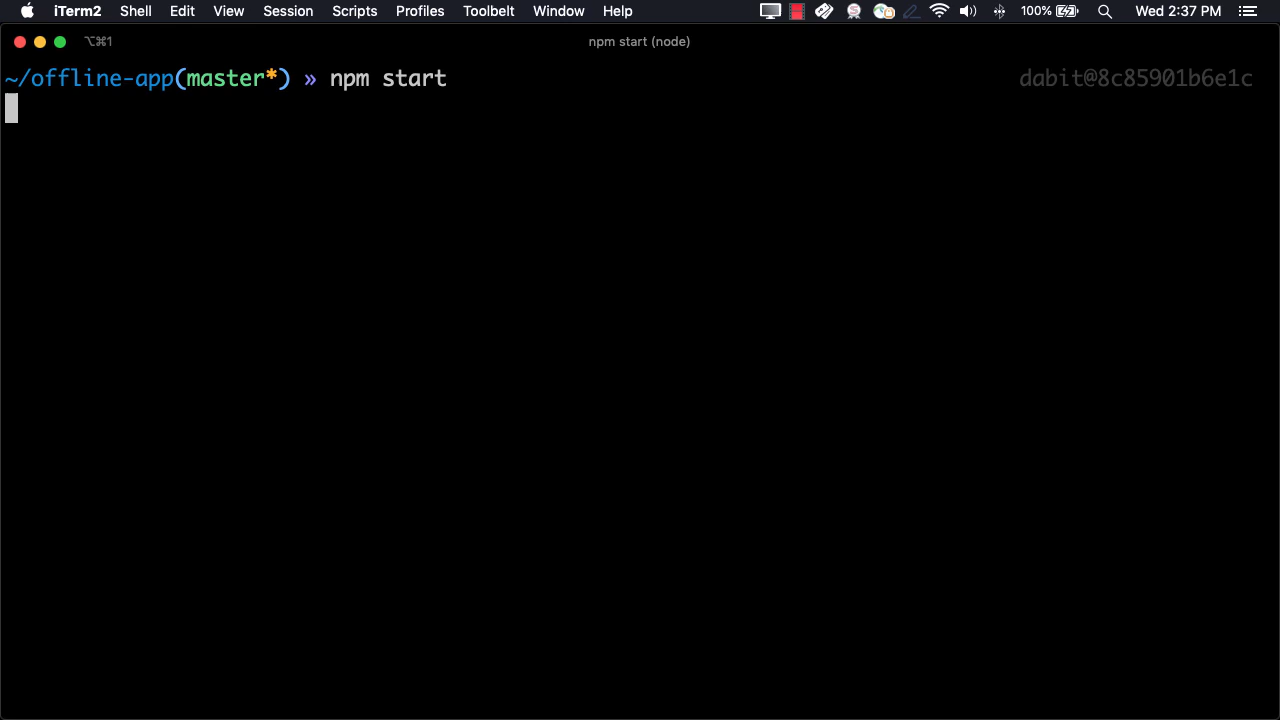 iTerm2 Shell Edit View Session Scripts Profiles Toolbelt Window Help 100% Wed 2:37 PM
⌥⌘1 npm start (node)
~/offline-app(master*) » npm start dabit@8c85901b6e1c